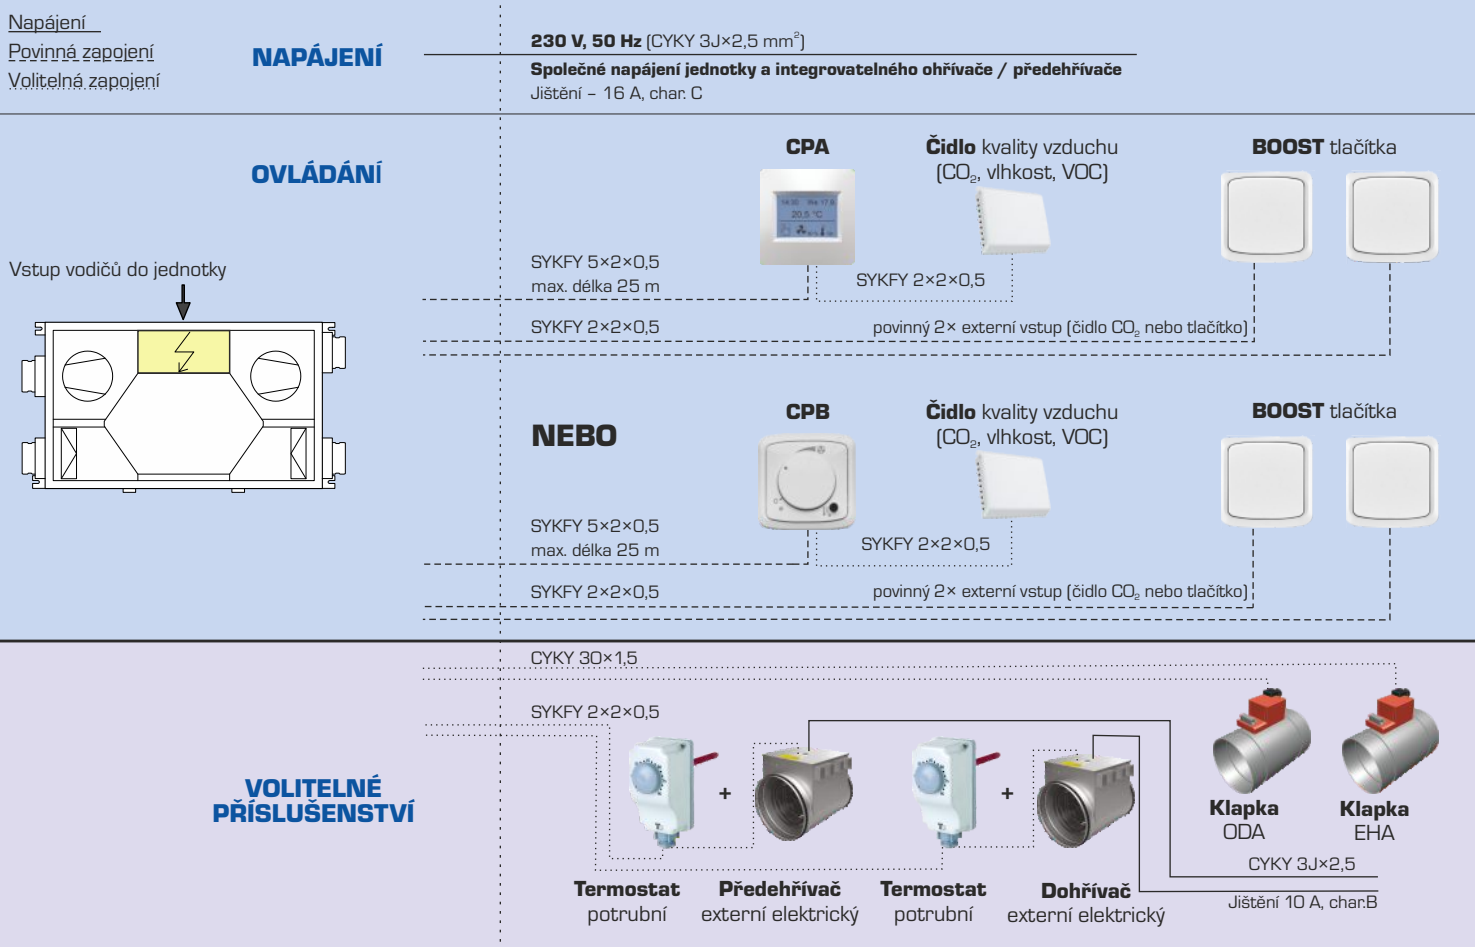 Napájení
Povinná zapojení
Volitelná zapojení
NAPÁJENÍ
230 V, 50 Hz (CYKY 3J×2,5 mm²)
Společné napájení jednotky a integrovatelného ohřívače / předehřívače
Jištění – 16 A, char. C
OVLÁDÁNÍ
CPA
Čidlo kvality vzduchu
(CO₂, vlhkost, VOC)
BOOST tlačítka
20,5 °C
Vstup vodičů do jednotky
SYKFY 5×2×0,5
max. délka 25 m
SYKFY 2×2×0,5
SYKFY 2×2×0,5
povinný 2× externí vstup (čidlo CO₂ nebo tlačítko)
NEBO
CPB
Čidlo kvality vzduchu
(CO₂, vlhkost, VOC)
BOOST tlačítka
SYKFY 5×2×0,5
max. délka 25 m
SYKFY 2×2×0,5
SYKFY 2×2×0,5
povinný 2× externí vstup (čidlo CO₂ nebo tlačítko)
VOLITELNÉ
PŘÍSLUŠENSTVÍ
CYKY 3O×1,5
SYKFY 2×2×0,5
+
+
Klapka
ODA
Klapka
EHA
CYKY 3J×2,5
Jištění 10 A, char.B
Termostat
potrubní
Předehřívač
externí elektrický
Termostat
potrubní
Dohřívač
externí elektrický